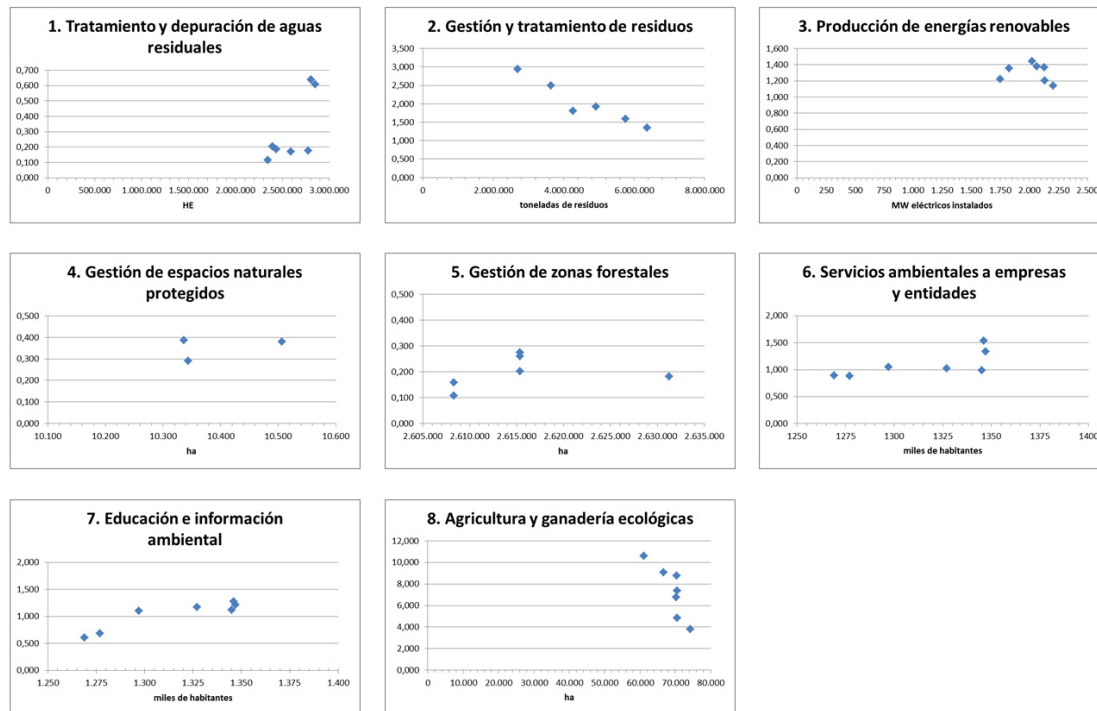 1. Tratamiento y depuración de aguas
residuales
0,700
0,600
0,500
0,400
0,300
0,200
0,100
0,000
0 500.000 1.000.000 1.500.000 2.000.000 2.500.000 3.000.000
HE
2. Gestión y tratamiento de residuos
3,500
3,000
2,500
2,000
1,500
1,000
0,500
0,000
0 2.000.000 4.000.000 6.000.000 8.000.000
toneladas de residuos
3. Producción de energías renovables
1,600
1,400
1,200
1,000
0,800
0,600
0,400
0,200
0,000
0 250 500 750 1.000 1.250 1.500 1.750 2.000 2.250 2.500
MW eléctricos instalados
4. Gestión de espacios naturales
protegidos
0,500
0,400
0,300
0,200
0,100
0,000
10.100 10.200 10.300 10.400 10.500 10.600
ha
5. Gestión de zonas forestales
0,500
0,400
0,300
0,200
0,100
0,000
2.605.000 2.610.000 2.615.000 2.620.000 2.625.000 2.630.000 2.635.000
ha
6. Servicios ambientales a empresas
y entidades
2,000
1,500
1,000
0,500
0,000
1250 1275 1300 1325 1350 1375 1400
miles de habitantes
7. Educación e información
ambiental
2,000
1,500
1,000
0,500
0,000
1.250 1.275 1.300 1.325 1.350 1.375 1.400
miles de habitantes
8. Agricultura y ganadería ecológicas
12,000
10,000
8,000
6,000
4,000
2,000
0,000
0 10.000 20.000 30.000 40.000 50.000 60.000 70.000 80.000
ha